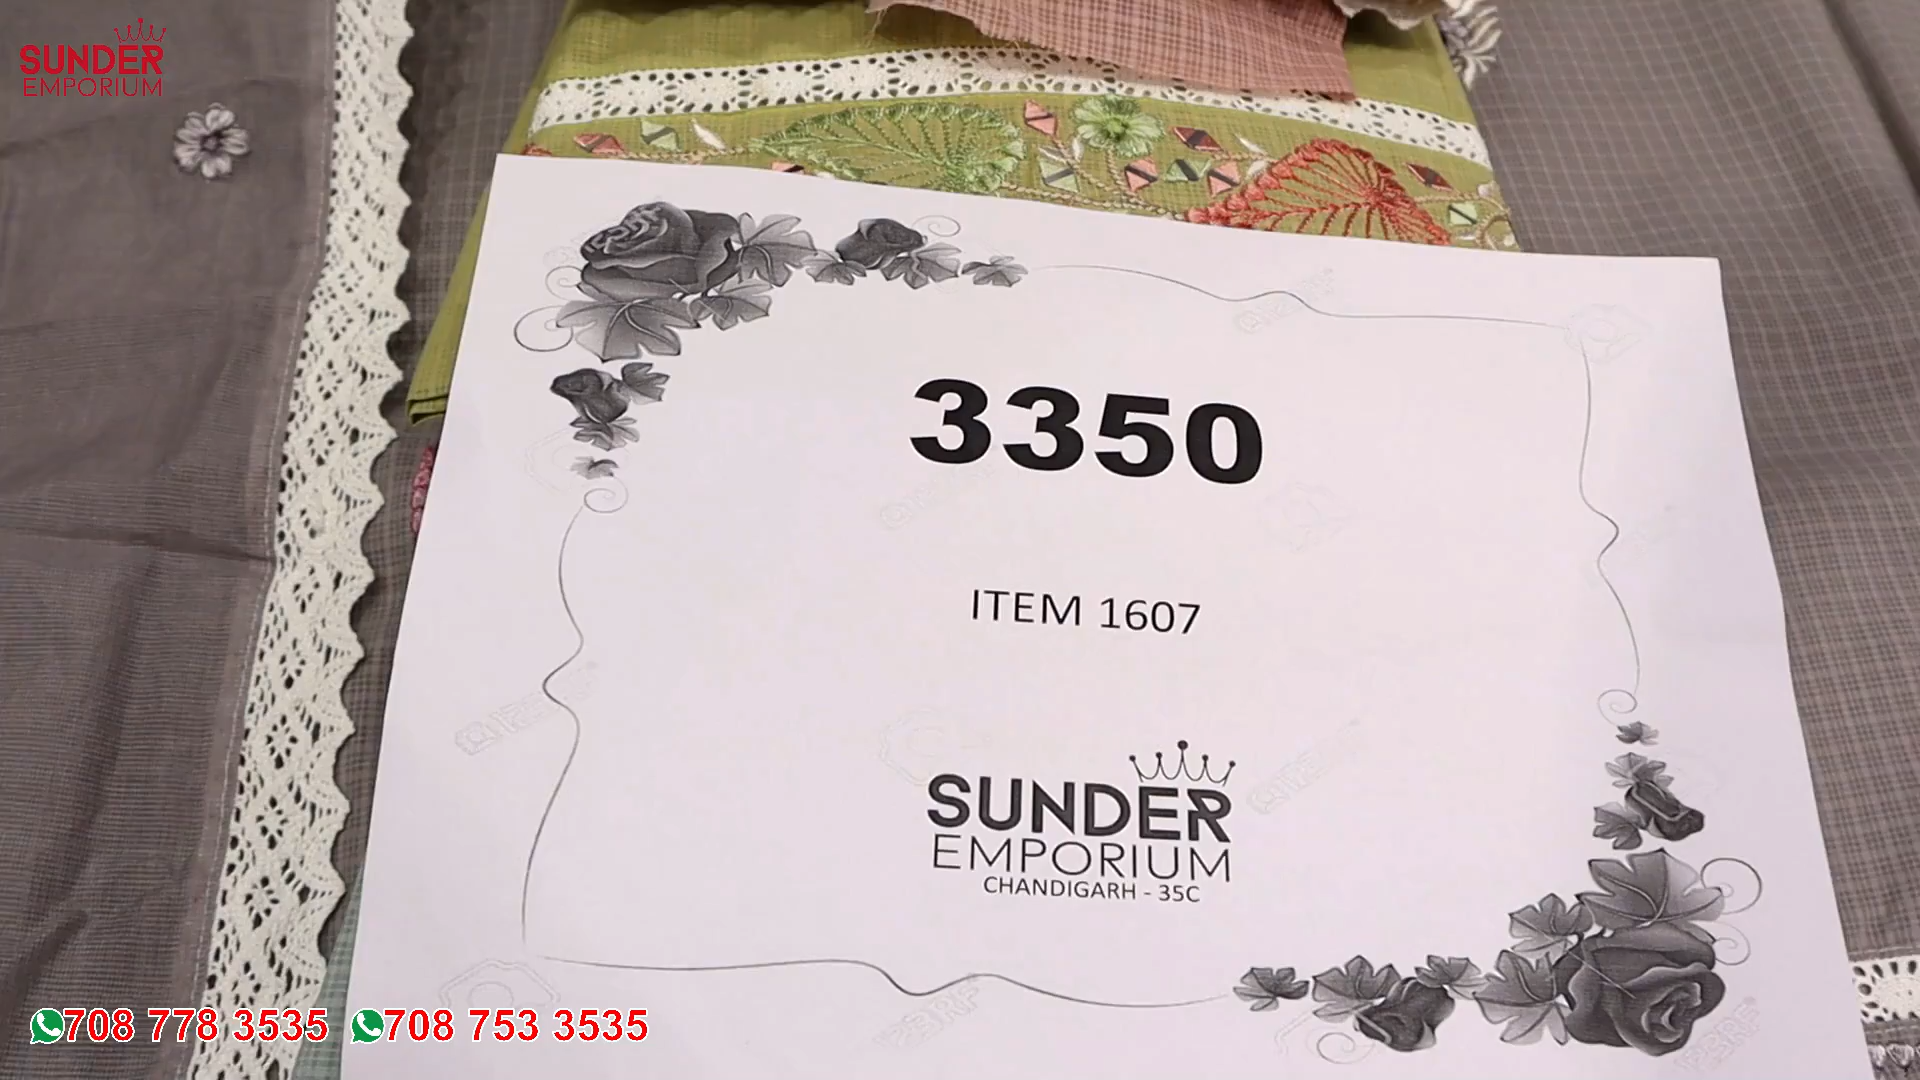 SUNDER
EMPORIUM
3350
ITEM 1607
SUNDER
EMPORIUM
CHANDIGARH - 35C
708 778 3535 708 753 3535